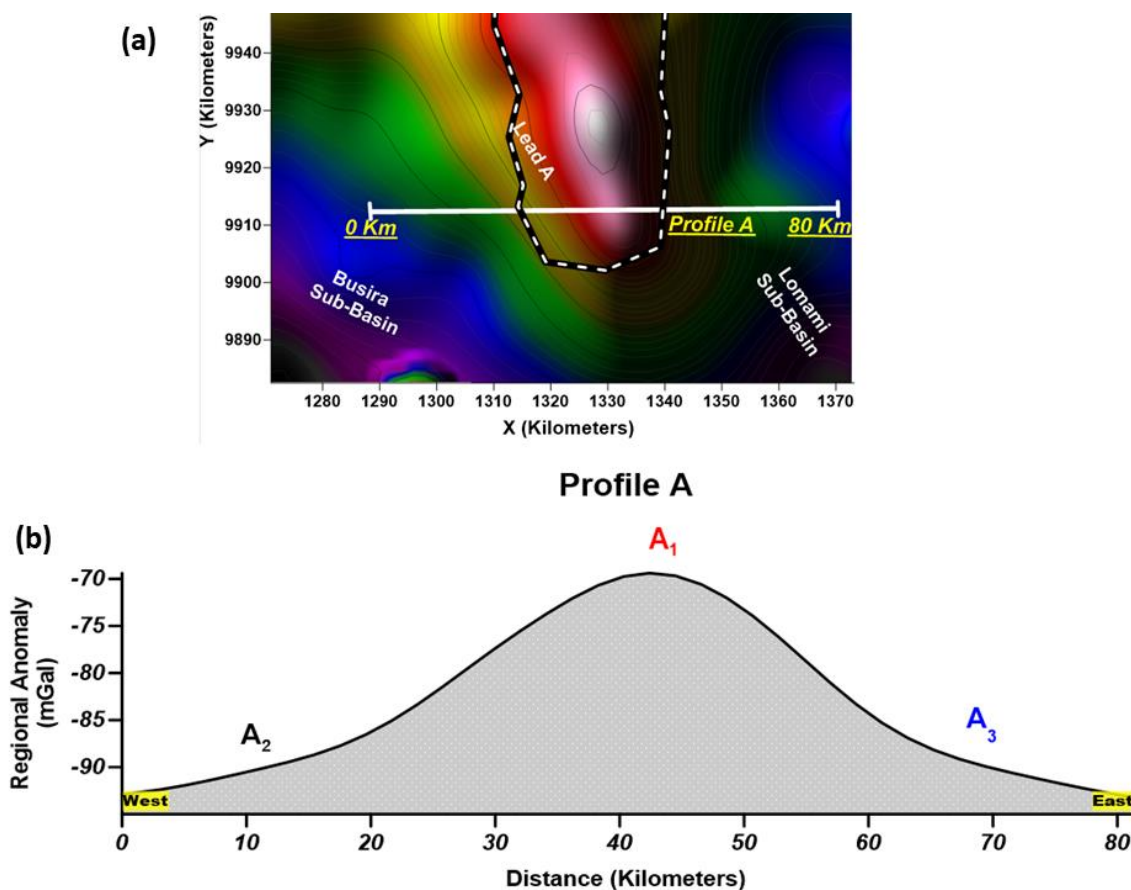 (a)
Y (Kilometers)
9940
9930
9920
9910
9900
9890
Lead A
0 Km
Profile A
80 Km
Busira
Sub-Basin
Lomami
Sub-Basin
1280 1290 1300 1310 1320 1330 1340 1350 1360 1370
X (Kilometers)
Profile A
(b)
A1
Regional Anomaly
(mGal)
-70
-75
-80
-85
-90
A2
A3
West
East
0 10 20 30 40 50 60 70 80
Distance (Kilometers)